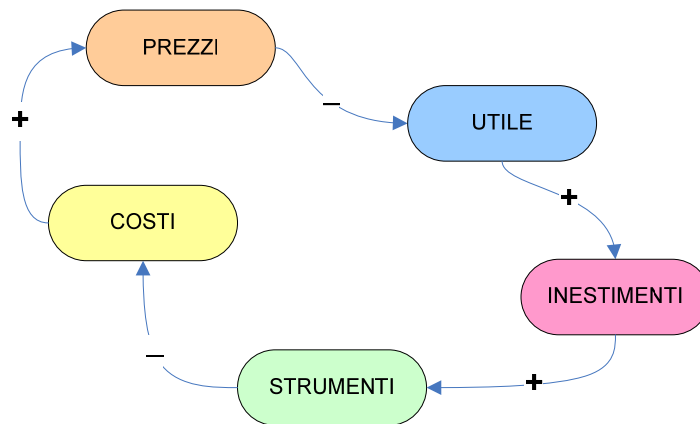 PREZZI
–
UTILE
+
+
COSTI
INESTIMENTI
–
+
STRUMENTI